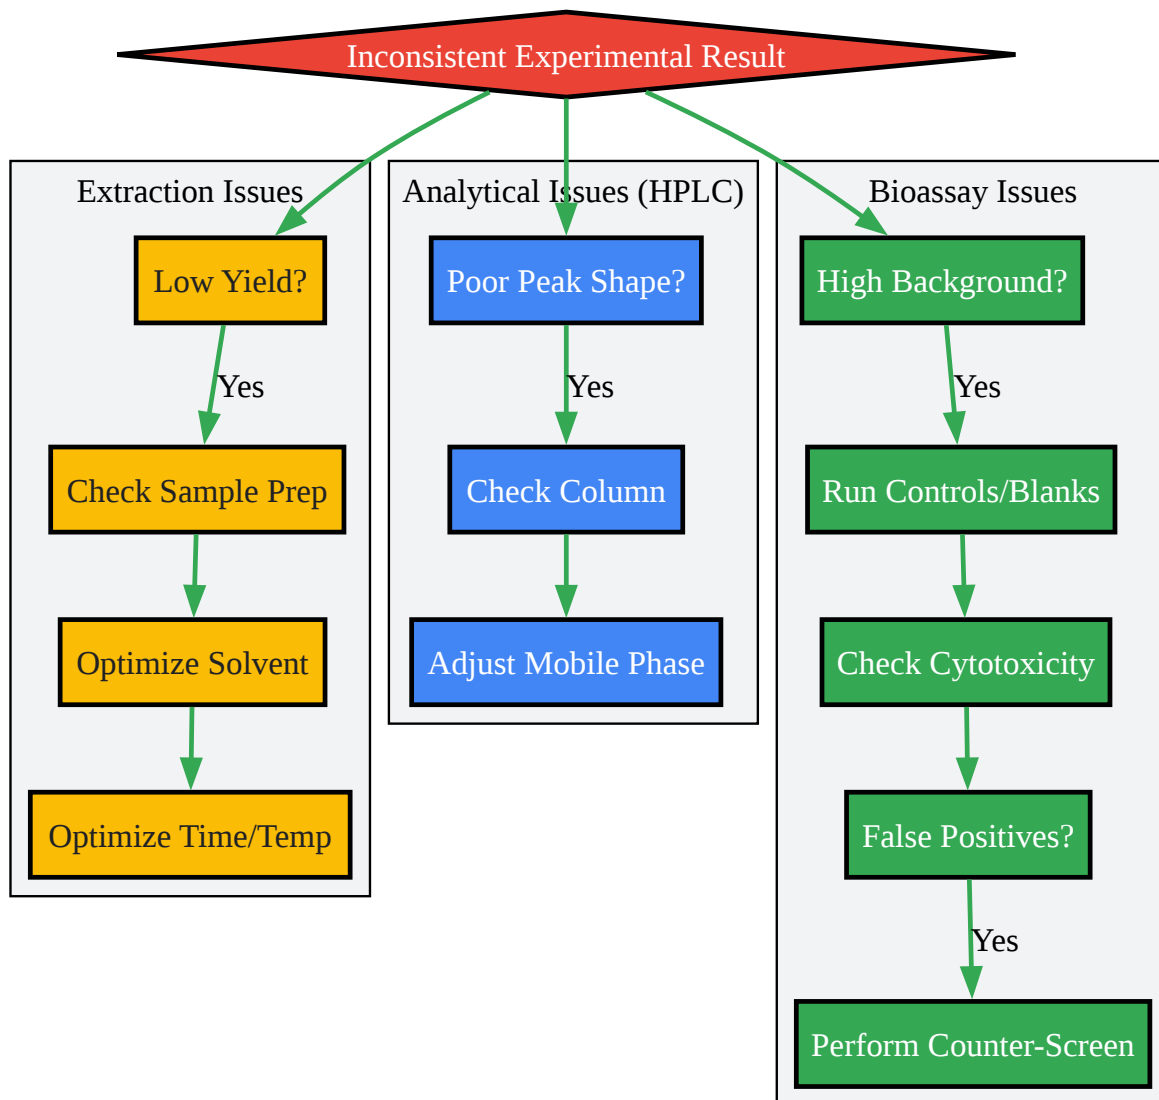 Inconsistent Experimental Result
Extraction Issues
Low Yield?
Yes
Check Sample Prep
Optimize Solvent
Optimize Time/Temp
Analytical Issues (HPLC)
Poor Peak Shape?
Yes
Check Column
Adjust Mobile Phase
Bioassay Issues
High Background?
Yes
Run Controls/Blanks
Check Cytotoxicity
False Positives?
Yes
Perform Counter-Screen